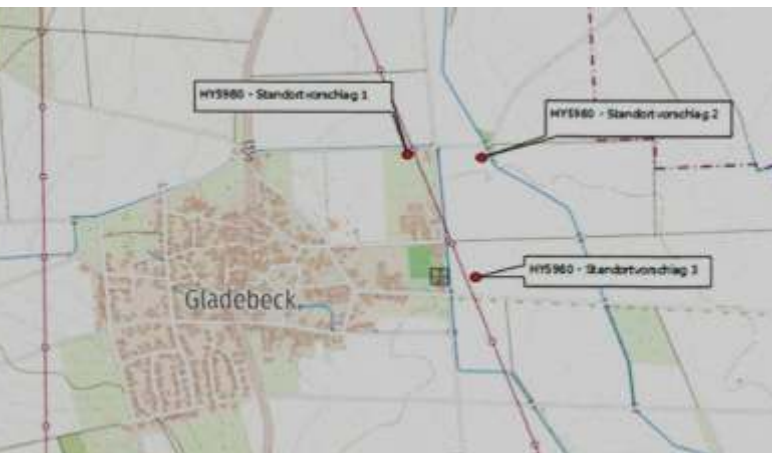 HY5980 - Standortvorschlag 1
HY5980 - Standortvorschlag 2
HY5980 - Standortvorschlag 3
Gladebeck